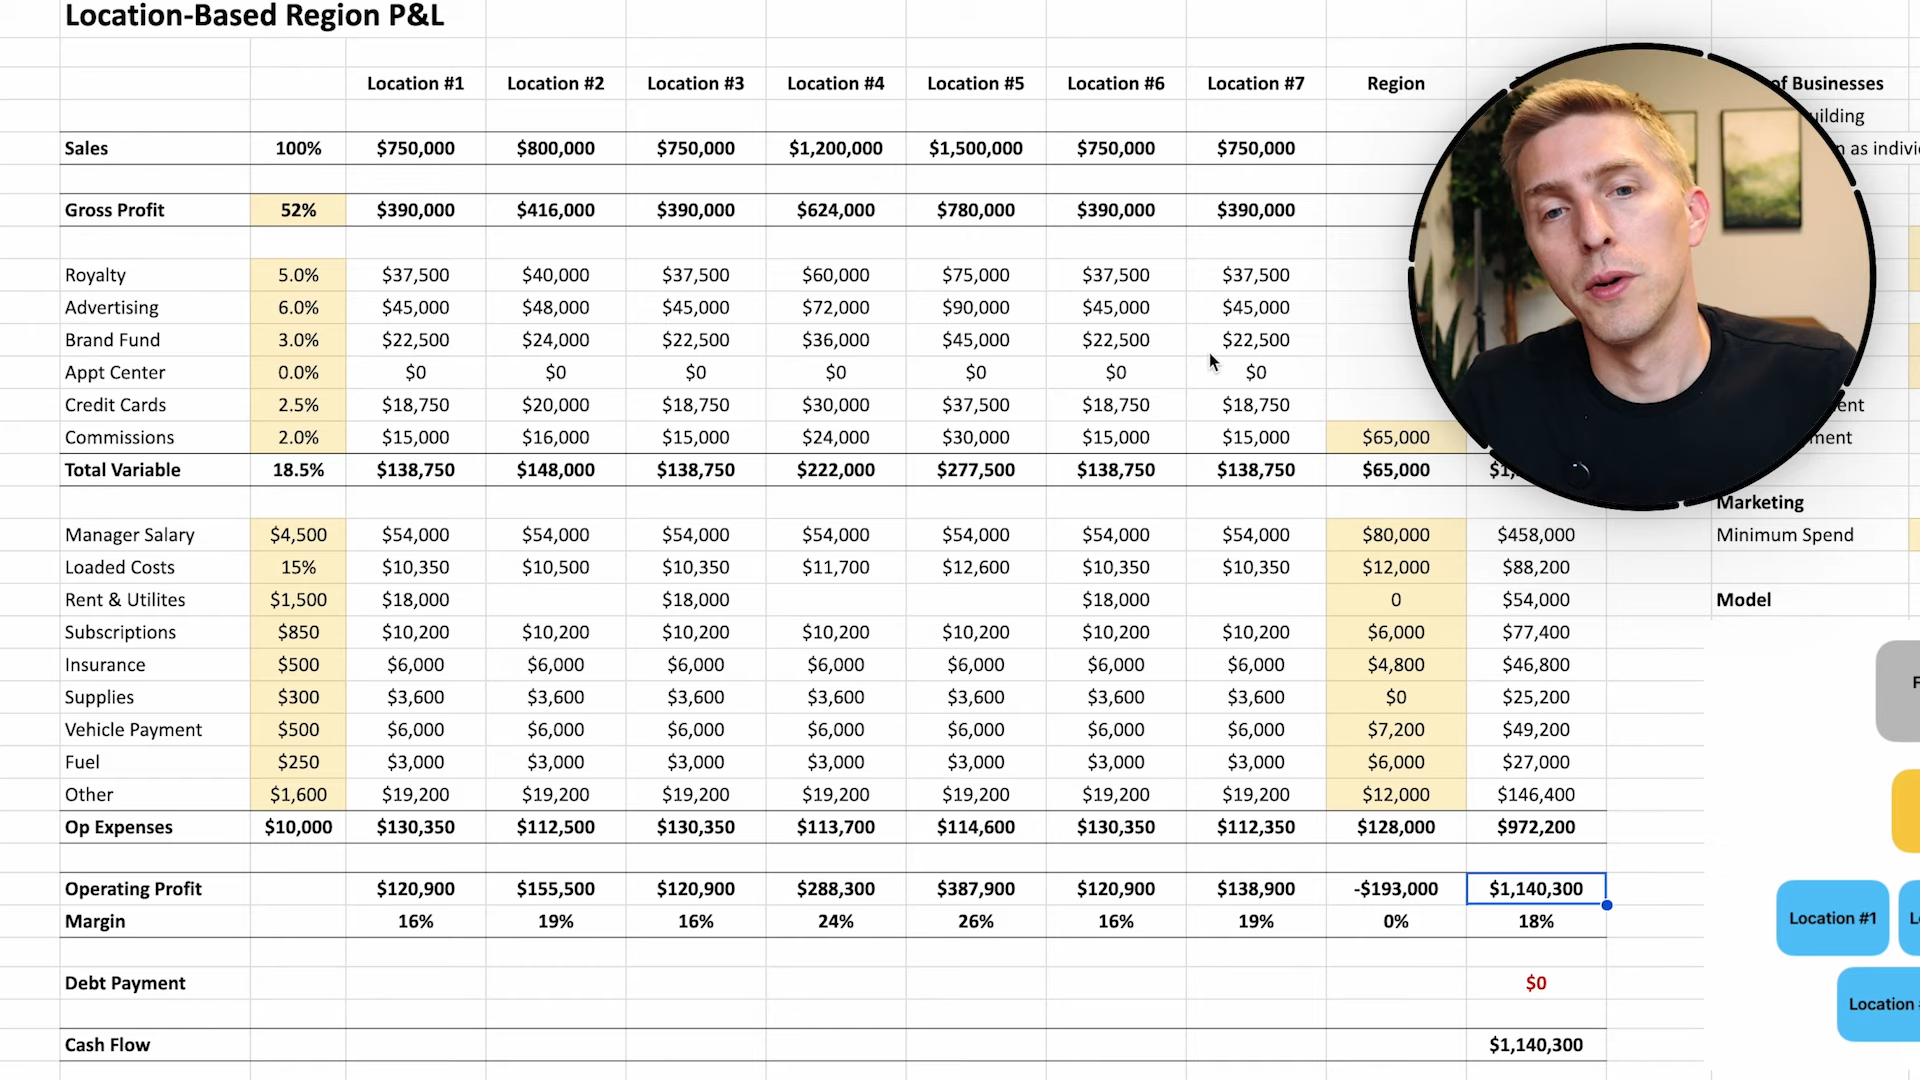 Location-Based Region P&L
Location #1 Location #2 Location #3 Location #4 Location #5 Location #6 Location #7 Region of Businesses
Sales 100% $750,000 $800,000 $750,000 $1,200,000 $1,500,000 $750,000 $750,000 as indivi
Gross Profit 52% $390,000 $416,000 $390,000 $624,000 $780,000 $390,000 $390,000
Royalty 5.0% $37,500 $40,000 $37,500 $60,000 $75,000 $37,500 $37,500
Advertising 6.0% $45,000 $48,000 $45,000 $72,000 $90,000 $45,000 $45,000
Brand Fund 3.0% $22,500 $24,000 $22,500 $36,000 $45,000 $22,500 $22,500
Appt Center 0.0% $0 $0 $0 $0 $0 $0 $0
Credit Cards 2.5% $18,750 $20,000 $18,750 $30,000 $37,500 $18,750 $18,750
Commissions 2.0% $15,000 $16,000 $15,000 $24,000 $30,000 $15,000 $15,000 $65,000
Total Variable 18.5% $138,750 $148,000 $138,750 $222,000 $277,500 $138,750 $138,750 $65,000
Marketing
Manager Salary $4,500 $54,000 $54,000 $54,000 $54,000 $54,000 $54,000 $54,000 $80,000 $458,000 Minimum Spend
Loaded Costs 15% $10,350 $10,500 $10,350 $11,700 $12,600 $10,350 $10,350 $12,000 $88,200
Rent & Utilites $1,500 $18,000 $18,000 $18,000 0 $54,000 Model
Subscriptions $850 $10,200 $10,200 $10,200 $10,200 $10,200 $10,200 $10,200 $6,000 $77,400
Insurance $500 $6,000 $6,000 $6,000 $6,000 $6,000 $6,000 $6,000 $4,800 $46,800
Supplies $300 $3,600 $3,600 $3,600 $3,600 $3,600 $3,600 $3,600 $0 $25,200
Vehicle Payment $500 $6,000 $6,000 $6,000 $6,000 $6,000 $6,000 $6,000 $7,200 $49,200
Fuel $250 $3,000 $3,000 $3,000 $3,000 $3,000 $3,000 $3,000 $6,000 $27,000
Other $1,600 $19,200 $19,200 $19,200 $19,200 $19,200 $19,200 $19,200 $12,000 $146,400
Op Expenses $10,000 $130,350 $112,500 $130,350 $113,700 $114,600 $130,350 $112,350 $128,000 $972,200
Operating Profit $120,900 $155,500 $120,900 $288,300 $387,900 $120,900 $138,900 -$193,000 $1,140,300
Margin 16% 19% 16% 24% 26% 16% 19% 0% 18%
Location #1
Debt Payment $0
Location
Cash Flow $1,140,300